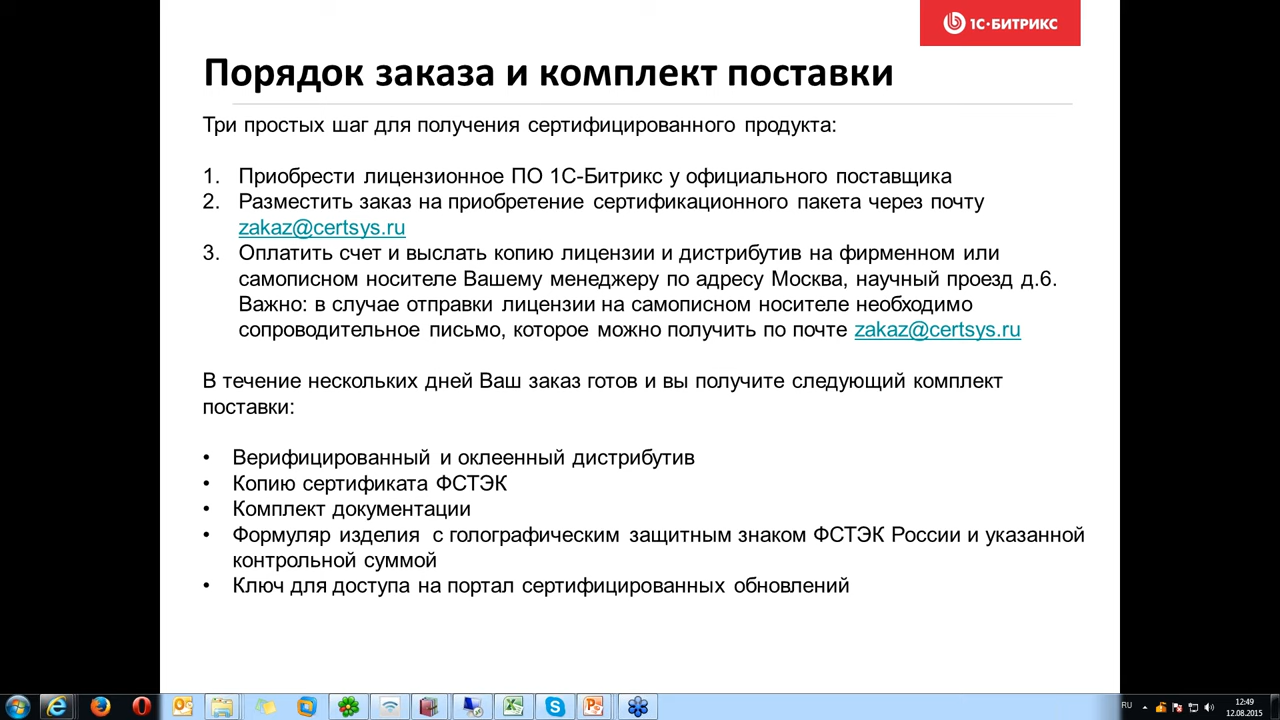 1С-БИТРИКС
Порядок заказа и комплект поставки
Три простых шаг для получения сертифицированного продукта:
1. Приобрести лицензионное ПО 1С-Битрикс у официального поставщика
2. Разместить заказ на приобретение сертификационного пакета через почту
zakaz@certsys.ru
3. Оплатить счет и выслать копию лицензии и дистрибутив на фирменном или
самописном носителе Вашему менеджеру по адресу Москва, научный проезд д.6.
Важно: в случае отправки лицензии на самописном носителе необходимо
сопроводительное письмо, которое можно получить по почте zakaz@certsys.ru
В течение нескольких дней Ваш заказ готов и вы получите следующий комплект
поставки:
• Верифицированный и оклеенный дистрибутив
• Копию сертификата ФСТЭК
• Комплект документации
• Формуляр изделия с голографическим защитным знаком ФСТЭК России и указанной
контрольной суммой
• Ключ для доступа на портал сертифицированных обновлений
RU
12:49
12.08.2015